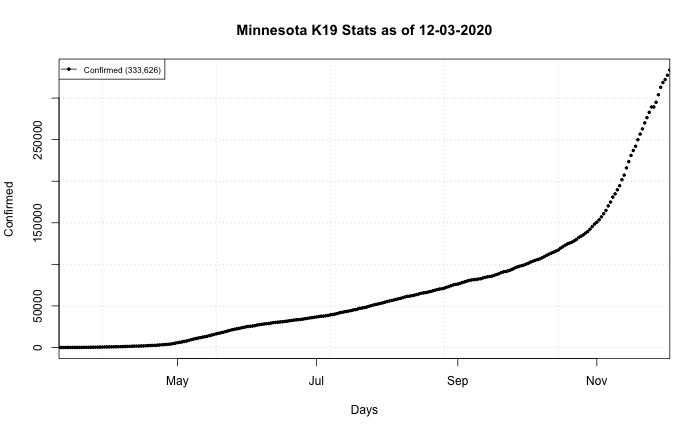 Minnesota K19 Stats as of 12-03-2020
Confirmed (333,626)
Confirmed
250000
150000
50000
0
May
Jul
Sep
Nov
Days